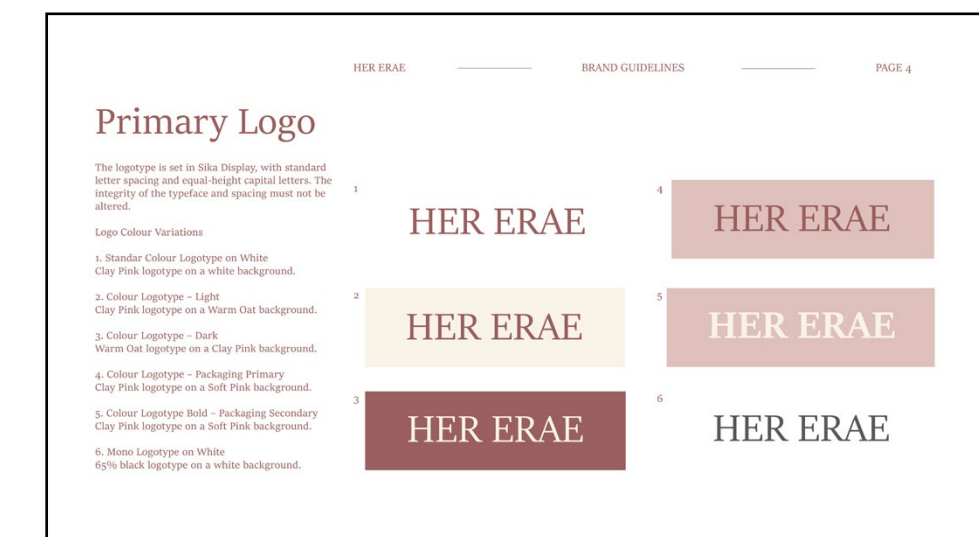 HER ERAE
BRAND GUIDELINES
PAGE 4
Primary Logo
The logotype is set in Sika Display, with standard
letter spacing and equal-height capital letters. The
integrity of the typeface and spacing must not be
altered.
Logo Colour Variations
1. Standar Colour Logotype on White
Clay Pink logotype on a white background.
2. Colour Logotype – Light
Clay Pink logotype on a Warm Oat background.
3. Colour Logotype – Dark
Warm Oat logotype on a Clay Pink background.
4. Colour Logotype – Packaging Primary
Clay Pink logotype on a Soft Pink background.
5. Colour Logotype Bold – Packaging Secondary
Clay Pink logotype on a Soft Pink background.
6. Mono Logotype on White
65% black logotype on a white background.
1
HER ERAE
2
HER ERAE
3
HER ERAE
4
HER ERAE
5
HER ERAE
6
HER ERAE